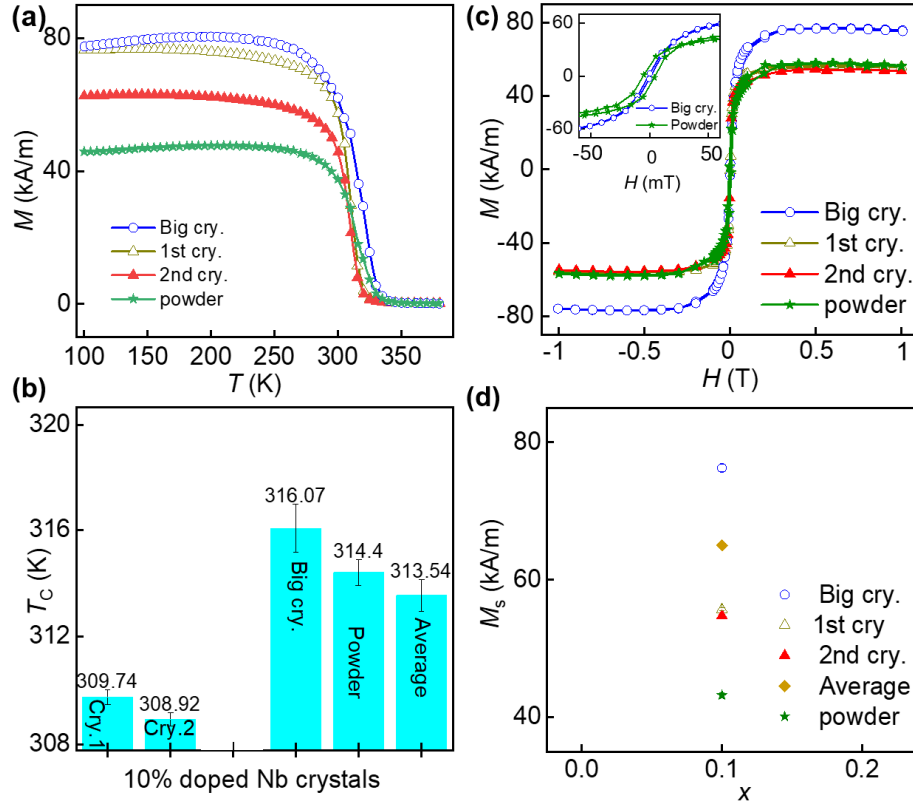 (a)
80
40
0
M (kA/m)
Big cry.
1st cry.
2nd cry.
powder
100 150 200 250 300 350
T (K)
(c)
80
40
0
-40
-80
M (kA/m)
60
0
-60
Big cry.
Powder
-50 0 50
H (mT)
Big cry.
1st cry.
2nd cry.
powder
-1 -0.5 0 0.5 1
H (T)
(b)
320
316
312
308
TC (K)
309.74
308.92
316.07
314.4
313.54
Cry.1
Cry.2
Big cry.
Powder
Average
10% doped Nb crystals
(d)
80
60
40
Ms (kA/m)
Big cry.
1st cry
2nd cry.
Average
powder
0.0 0.1 0.2
x